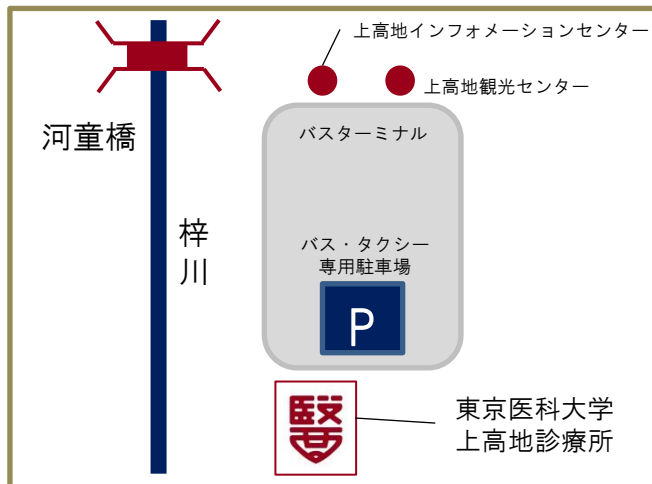 上高地インフォメーションセンター
上高地観光センター
バスターミナル
河童橋
梓川
バス・タクシー
専用駐車場
P
醫
東京医科大学
上高地診療所